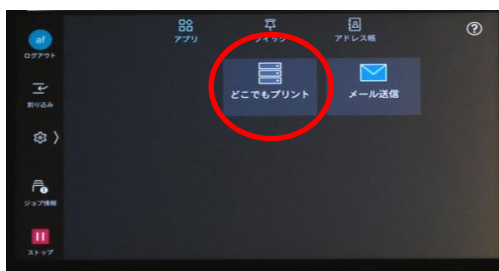 af
ログアウト
割り込み
ジョブ情報
ストップ
アプリ
アドレス帳
?
どこでもプリント
メール送信